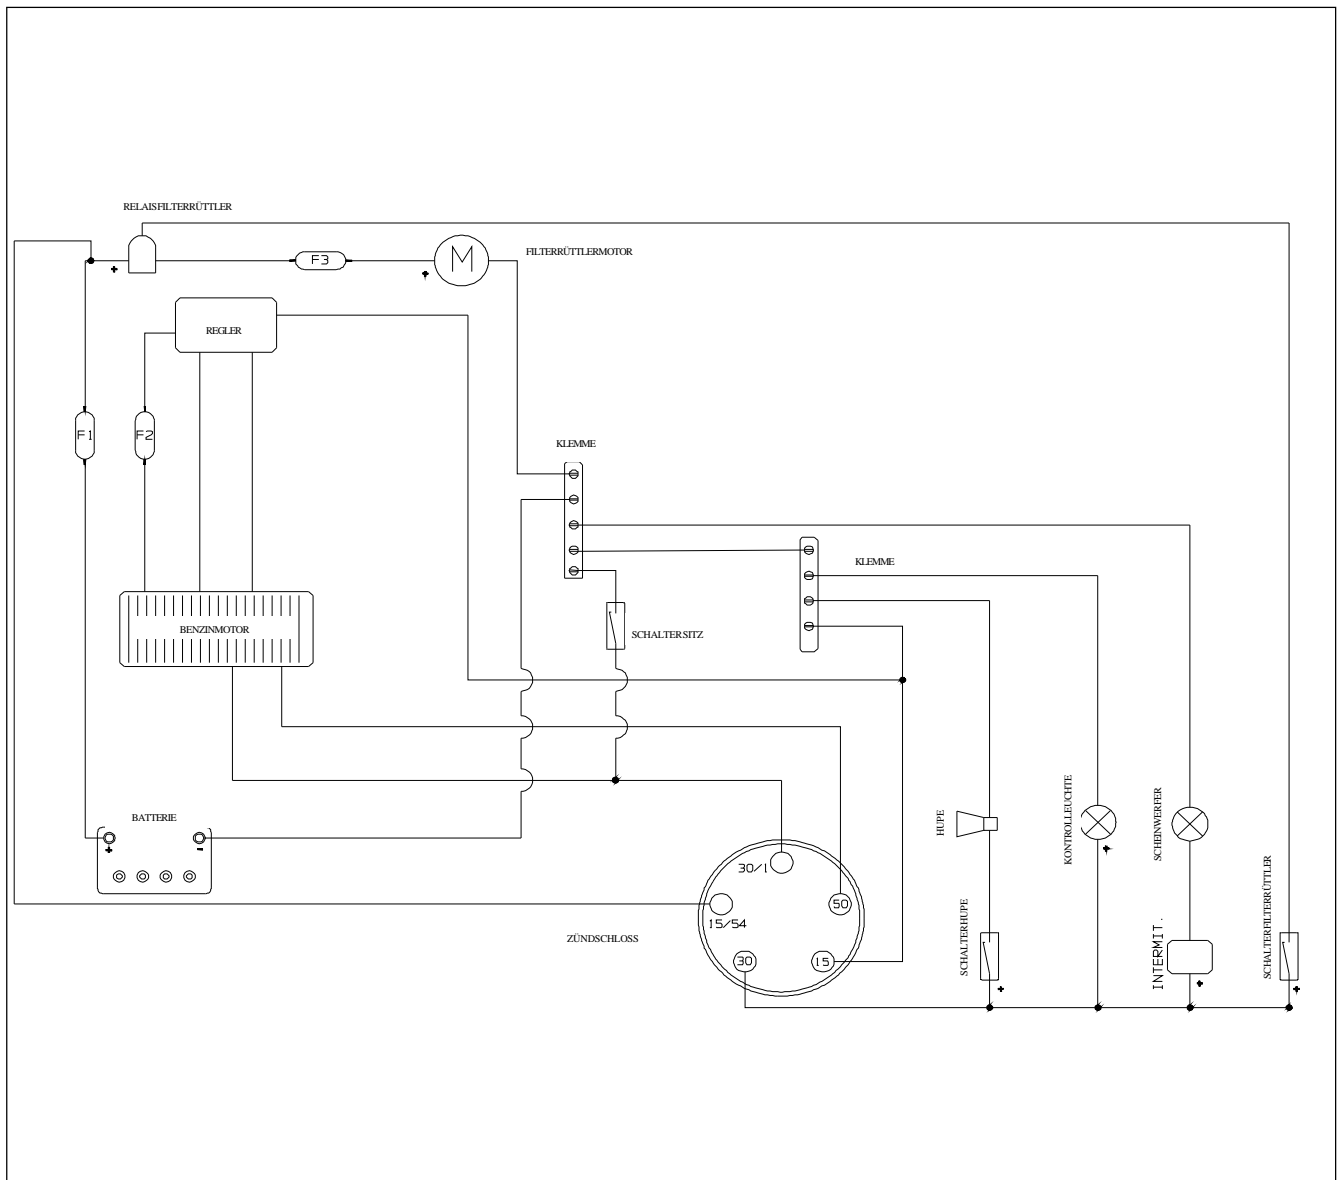 RELAISFILTERRÜTTLER
+
F3
+
M
FILTERRÜTTLERMOTOR
REGLER
F1
F2
KLEMME
KLEMME
BENZINMOTOR
SCHALTERSITZ
BATTERIE
+
-
HUPE
KONTROLLEUCHTE
+
SCHEINWERFER
30/1
15/54
50
30
15
ZÜNDSCHLOSS
SCHALTERHUPE
+
INTERMIT.
+
SCHALTERFILTERRÜTTLER
+